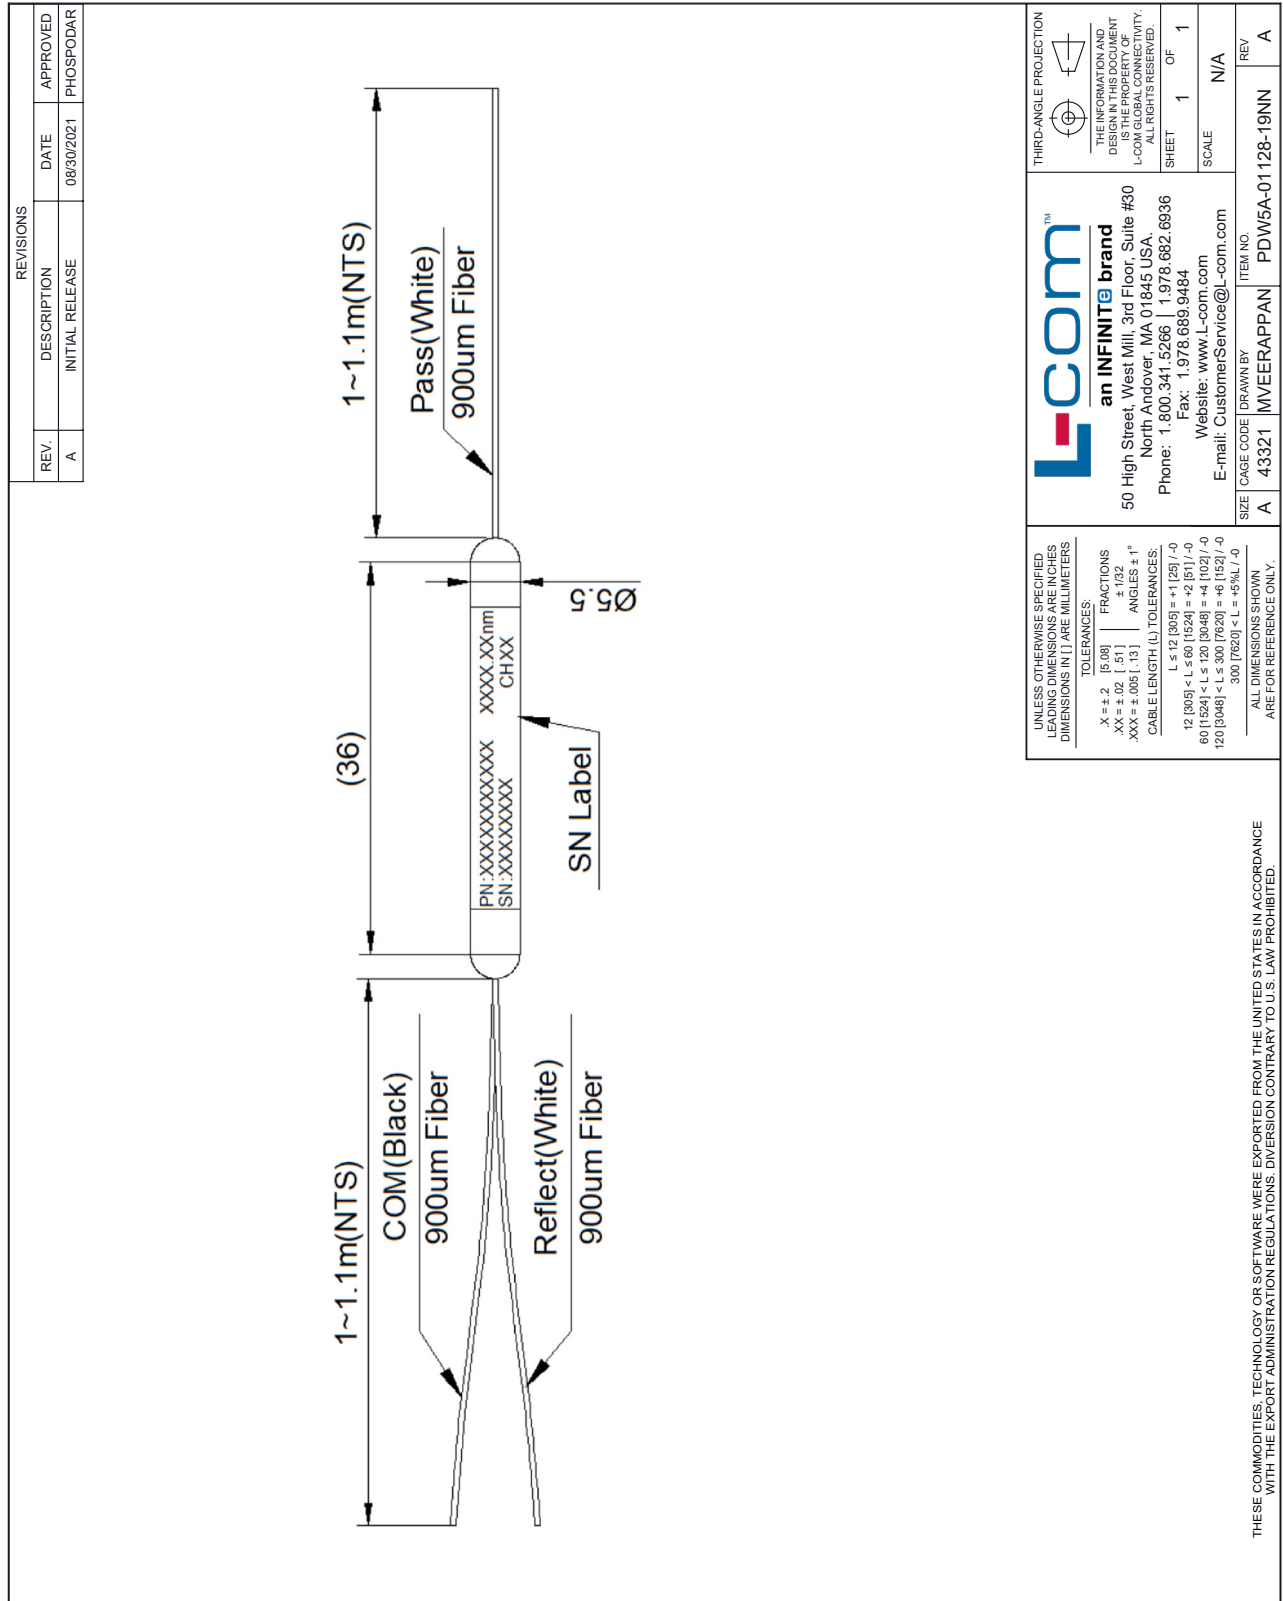 REVISIONS
REV. DESCRIPTION DATE APPROVED
A INITIAL RELEASE 08/30/2021 PHOSPODAR
1~1.1m(NTS)
(36)
1~1.1m(NTS)
COM(Black)
900um Fiber
Pass(White)
900um Fiber
PN:XXXXXXXXXXX XXXX.XXnm
SN:XXXXXXXX CHXX
Ø5.5
Reflect(White)
900um Fiber
SN Label
UNLESS OTHERWISE SPECIFIED
LEADING DIMENSIONS ARE INCHES
DIMENSIONS IN [ ] ARE MILLIMETERS
TOLERANCES:
.X = ± .2 [5.08] FRACTIONS
.XX = ± .02 [ .51 ] ± 1/32
.XXX = ± .005 [ .13 ] ANGLES ± 1°
CABLE LENGTH (L) TOLERANCES:
L ≤ 12 [305] = +1 [25] / -0
12 [305] < L ≤ 60 [1524] = +2 [51] / -0
60 [1524] < L ≤ 120 [3048] = +4 [102] / -0
120 [3048] < L ≤ 300 [7620] = +6 [152] / -0
300 [7620] < L = +5%L / -0
ALL DIMENSIONS SHOWN
ARE FOR REFERENCE ONLY.
L-com™
an INFINITe brand
50 High Street, West Mill, 3rd Floor, Suite #30
North Andover, MA 01845 USA.
Phone: 1.800.341.5266 | 1.978.682.6936
Fax: 1.978.689.9484
Website: www.L-com.com
E-mail: CustomerService@L-com.com
THIRD-ANGLE PROJECTION
THE INFORMATION AND
DESIGN IN THIS DOCUMENT
IS THE PROPERTY OF
L-COM GLOBAL CONNECTIVITY.
ALL RIGHTS RESERVED.
SHEET 1 OF 1
SCALE N/A
SIZE CAGE CODE DRAWN BY ITEM NO. REV
A 43321 MVEERAPPAN PDW5A-01128-19NN A
THESE COMMODITIES, TECHNOLOGY OR SOFTWARE WERE EXPORTED FROM THE UNITED STATES IN ACCORDANCE
WITH THE EXPORT ADMINISTRATION REGULATIONS. DIVERSION CONTRARY TO U.S. LAW PROHIBITED.